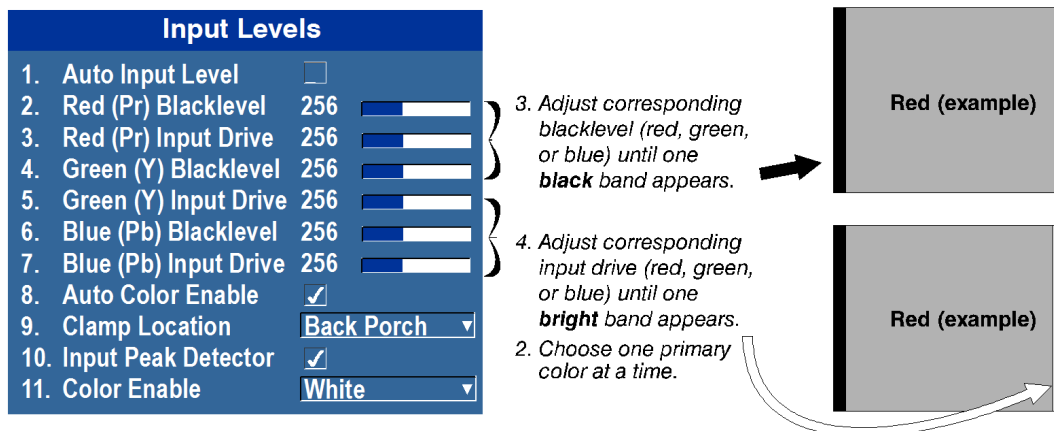 Input Levels
1. Auto Input Level
2. Red (Pr) Blacklevel 256
3. Red (Pr) Input Drive 256
4. Green (Y) Blacklevel 256
5. Green (Y) Input Drive 256
6. Blue (Pb) Blacklevel 256
7. Blue (Pb) Input Drive 256
8. Auto Color Enable
9. Clamp Location Back Porch
10. Input Peak Detector
11. Color Enable White
3. Adjust corresponding
blacklevel (red, green,
or blue) until one
black band appears.
4. Adjust corresponding
input drive (red, green,
or blue) until one
bright band appears.
2. Choose one primary
color at a time.
Red (example)
Red (example)